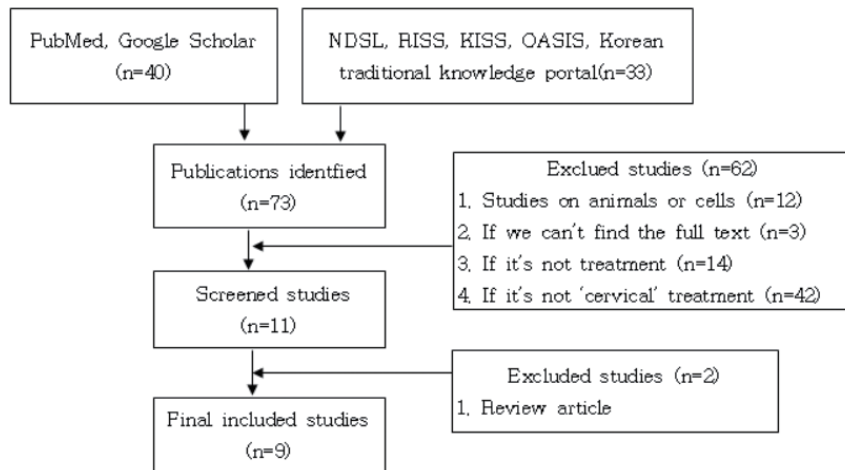 PubMed, Google Scholar
(n=40)
NDSL, RISS, KISS, OASIS, Korean
traditional knowledge portal(n=33)
Publications identfied
(n=73)
Exclued studies (n=62)
1. Studies on animals or cells (n=12)
2. If we can't find the full text (n=3)
3. If it's not treatment (n=14)
4. If it's not 'cervical' treatment (n=42)
Screened studies
(n=11)
Excluded studies (n=2)
1. Review article
Final included studies
(n=9)